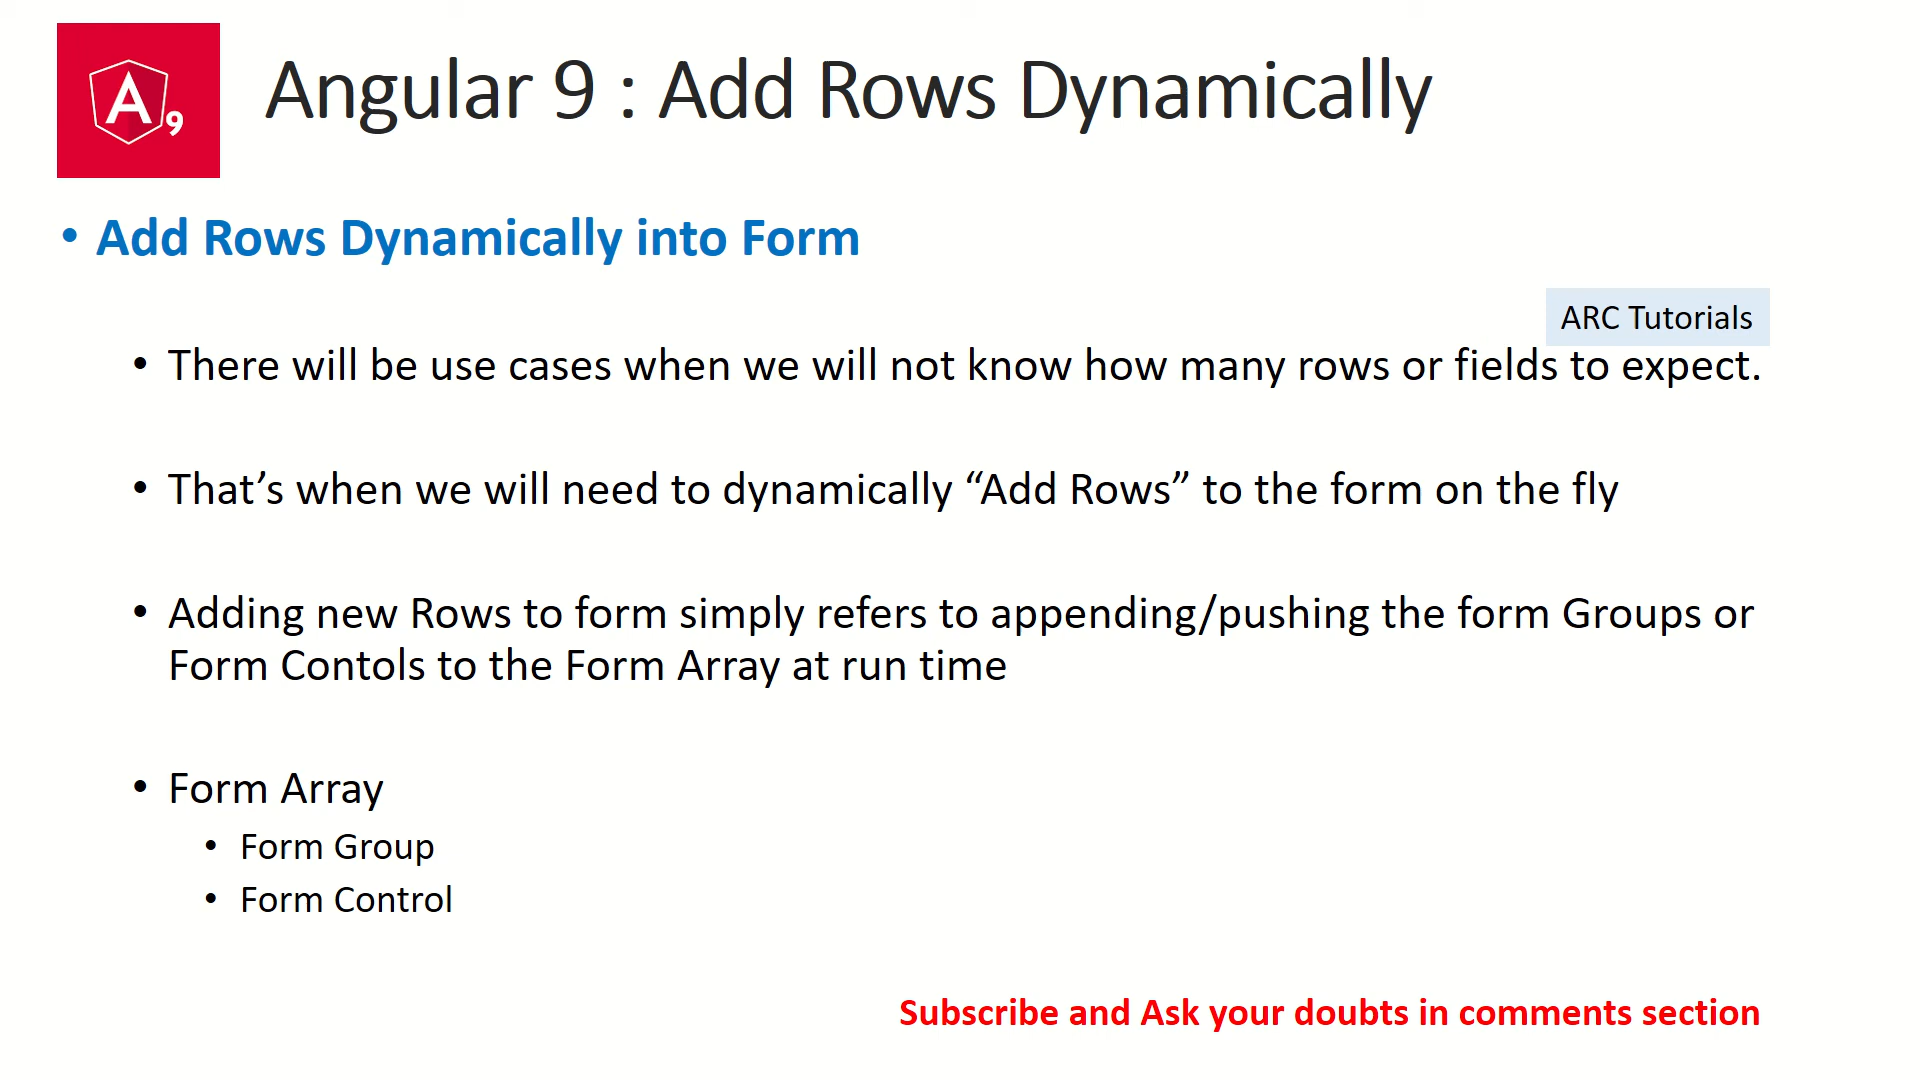 A9
Angular 9 : Add Rows Dynamically
• Add Rows Dynamically into Form
ARC Tutorials
• There will be use cases when we will not know how many rows or fields to expect.
• That’s when we will need to dynamically “Add Rows” to the form on the fly
• Adding new Rows to form simply refers to appending/pushing the form Groups or
Form Contols to the Form Array at run time
• Form Array
• Form Group
• Form Control
Subscribe and Ask your doubts in comments section